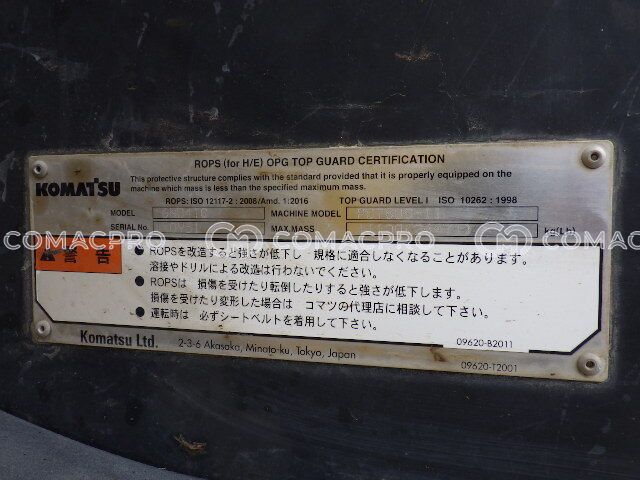 ROPS (for H/E) OPG TOP GUARD CERTIFICATION
KOMATSU
This protective structure complies with the standard provided that it is properly equipped on the
machine which mass is less than the specified maximum mass.
ROPS: ISO 12117-2 : 2008/Amd. 1:2016 TOP GUARD LEVEL I ISO 10262 : 1998
MODEL MACHINE MODEL
SERIAL No. MAX.MASS kg(Lb)
COMACPRO COMACPRO COMACPRO COMACPRO
警告
● ROPSを改造すると強さが低下し、規格に適合しなくなることがあります。
溶接やドリルによる改造は行わないでください。
● ROPSは 損傷を受けたり転倒したりすると強さが低下します。
損傷を受けたり変形した場合は コマツの代理店に相談して下さい。
● 運転時は 必ずシートベルトを着用して下さい。
09620-B2011
Komatsu Ltd. 2-3-6 Akasaka, Minato-ku, Tokyo, Japan
09620-T2001